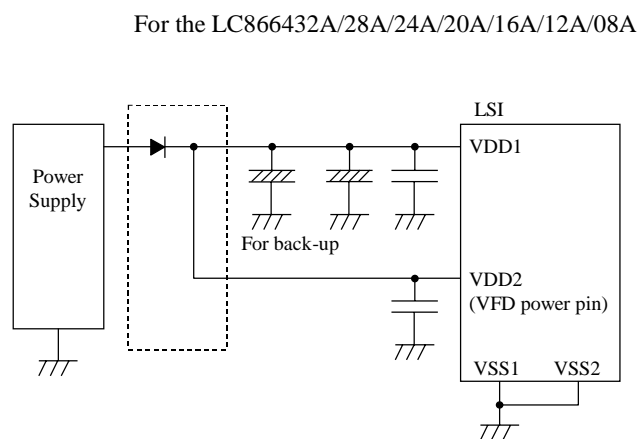 For the LC866432A/28A/24A/20A/16A/12A/08A
LSI
VDD1
Power
Supply
For back-up
VDD2
(VFD power pin)
VSS1 VSS2